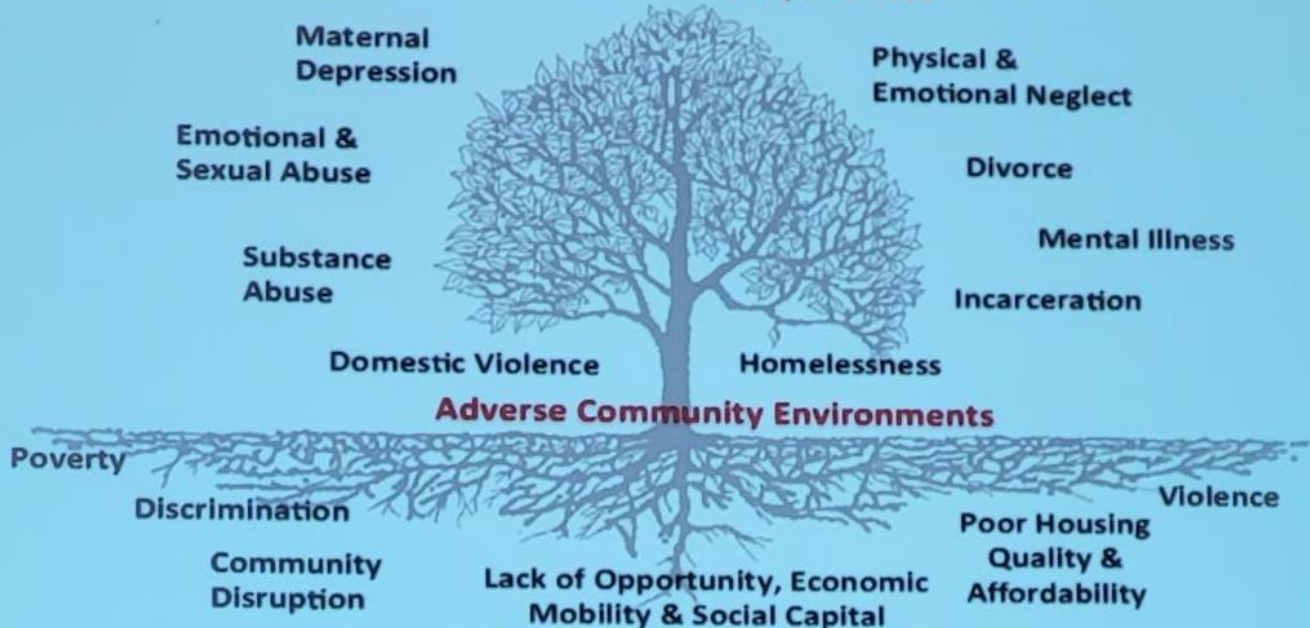 Maternal
Depression
Physical &
Emotional Neglect
Emotional &
Sexual Abuse
Divorce
Mental Illness
Substance
Abuse
Incarceration
Domestic Violence
Homelessness
Adverse Community Environments
Poverty
Discrimination
Violence
Community
Disruption
Lack of Opportunity, Economic
Mobility & Social Capital
Poor Housing
Quality &
Affordability